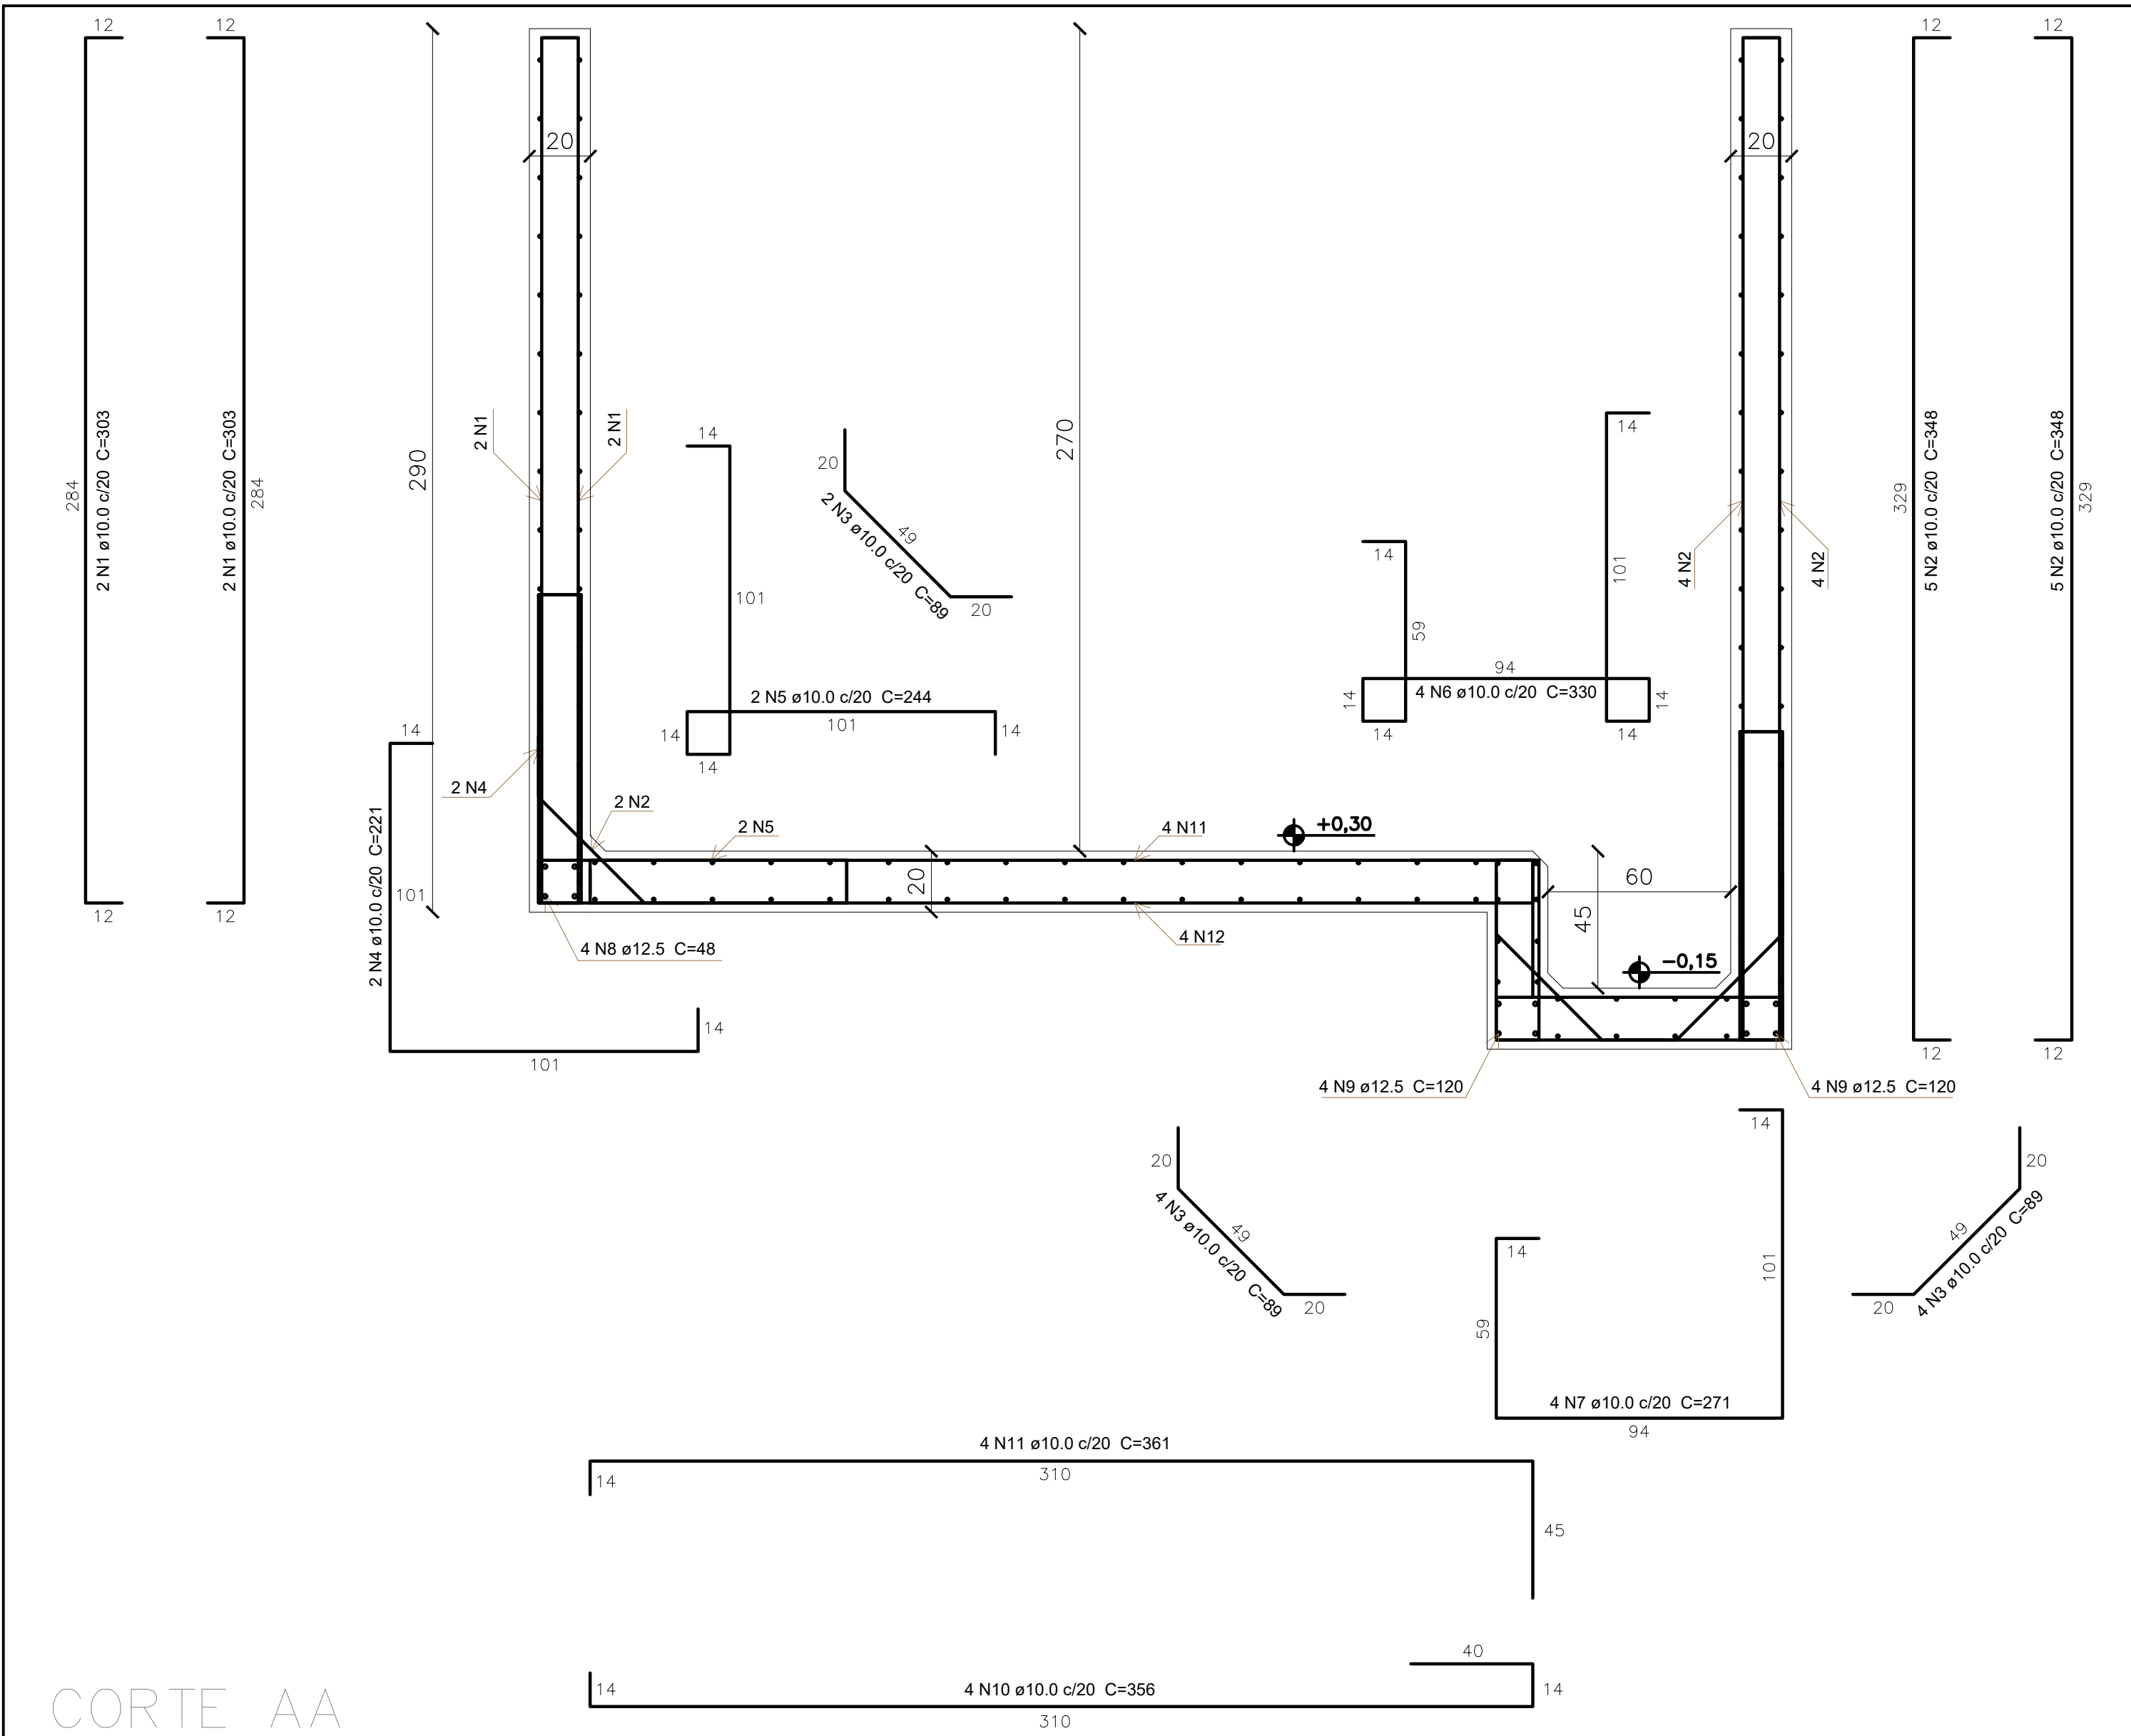 12
12
12
12
20
20
284
2 N1 ø10.0 c/20 C=303
2 N1 ø10.0 c/20 C=303
284
290
2 N1
2 N1
14
101
20
49
2 N3 ø10.0 c/20 C=89
20
270
14
59
14
101
4 N2
4 N2
329
5 N2 ø10.0 c/20 C=348
5 N2 ø10.0 c/20 C=348
329
94
4 N6 ø10.0 c/20 C=330
14
14
14
14
2 N5 ø10.0 c/20 C=244
101
14
14
14
14
2 N4
2 N2
2 N5
4 N11
+0,30
2 N4 ø10.0 c/20 C=221
101
20
60
45
12
12
4 N8 ø12.5 C=48
4 N12
-0,15
14
101
12
12
4 N9 ø12.5 C=120
4 N9 ø12.5 C=120
14
20
49
4 N3 ø10.0 c/20 C=89
20
14
59
101
20
49
4 N3 ø10.0 c/20 C=89
20
4 N7 ø10.0 c/20 C=271
94
4 N11 ø10.0 c/20 C=361
310
14
45
40
14
4 N10 ø10.0 c/20 C=356
14
310
CORTE AA